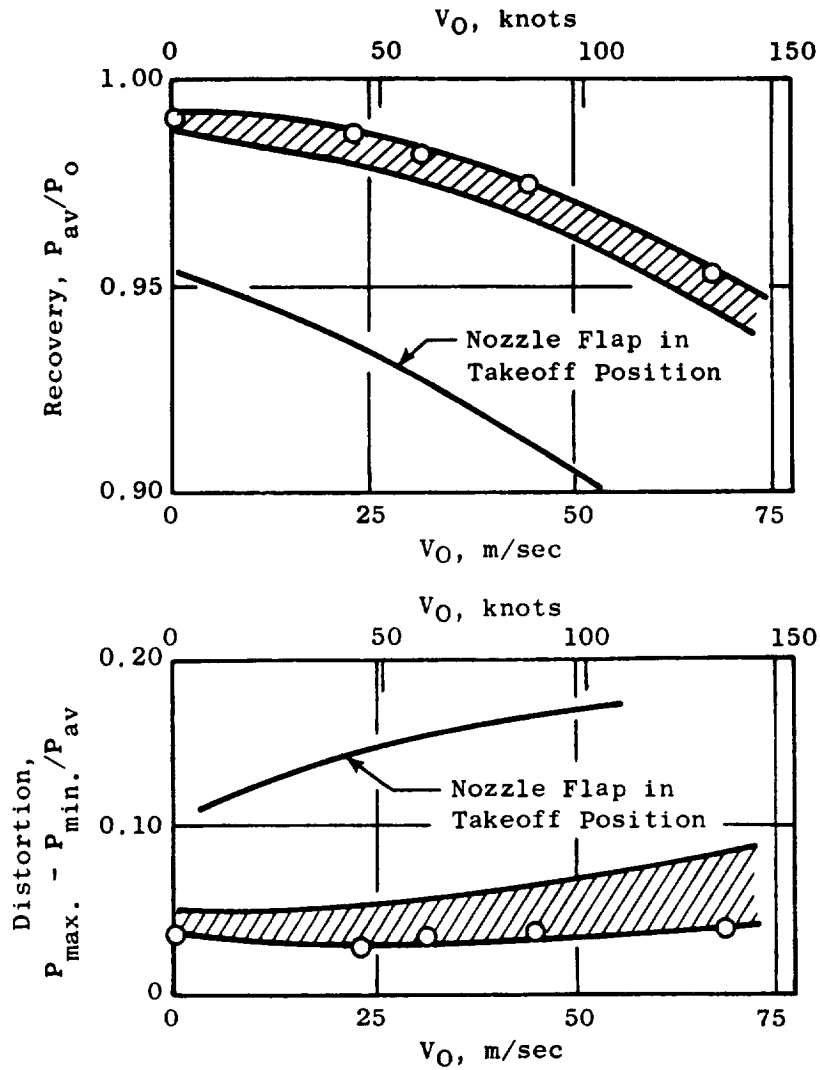 V_O, knots
0 50 100 150
1.00
0.95
0.90
Recovery, P_av/P_o
Nozzle Flap in
Takeoff Position
0 25 50 75
V_O, m/sec
V_O, knots
0 50 100 150
0.20
0.10
0
Distortion,
P_max. - P_min./P_av
Nozzle Flap in
Takeoff Position
0 25 50 75
V_O, m/sec